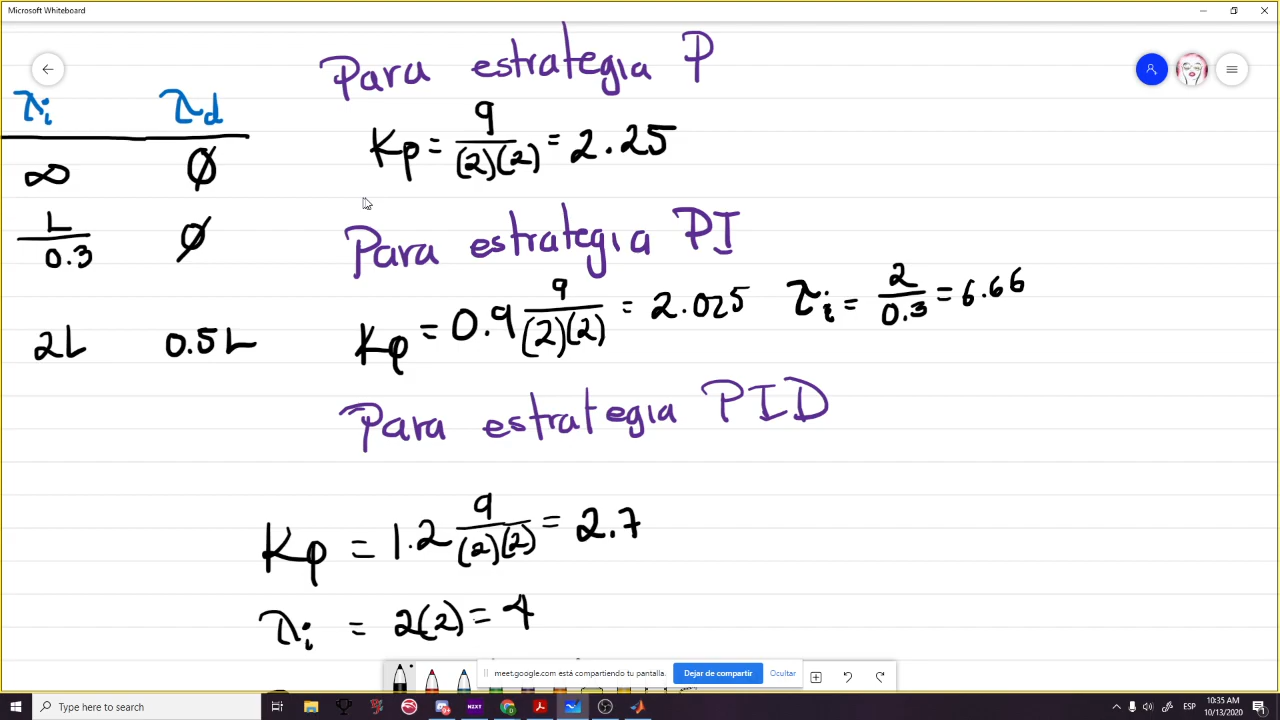 Microsoft Whiteboard
Para estrategia P
τi τd
Kp = 9/(2)(2) = 2.25
∞ ∅
L/0.3 ∅
Para estrategia PI
Kp = 0.9 9/(2)(2) = 2.025 τi = 2/0.3 = 6.66
2L 0.5L
Para estrategia PID
Kp = 1.2 9/(2)(2) = 2.7
τi = 2(2) = 4
meet.google.com está compartiendo tu pantalla. Dejar de compartir Ocultar
Type here to search
ESP
10:35 AM
10/13/2020